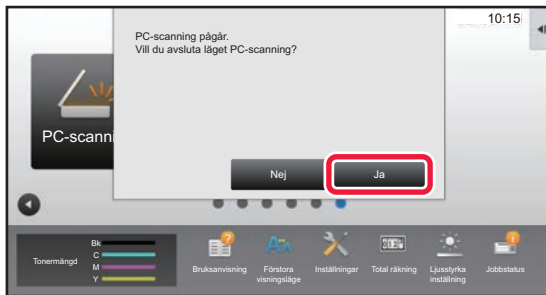 10:15
PC-scanning pågår.
Vill du avsluta läget PC-scanning?
PC-scanni
Nej
Ja
Tonermängd
Bk
C
M
Y
Bruksanvisning
Förstora
visningsläge
Inställningar
Total räkning
Ljusstyrka
inställning
Jobbstatus